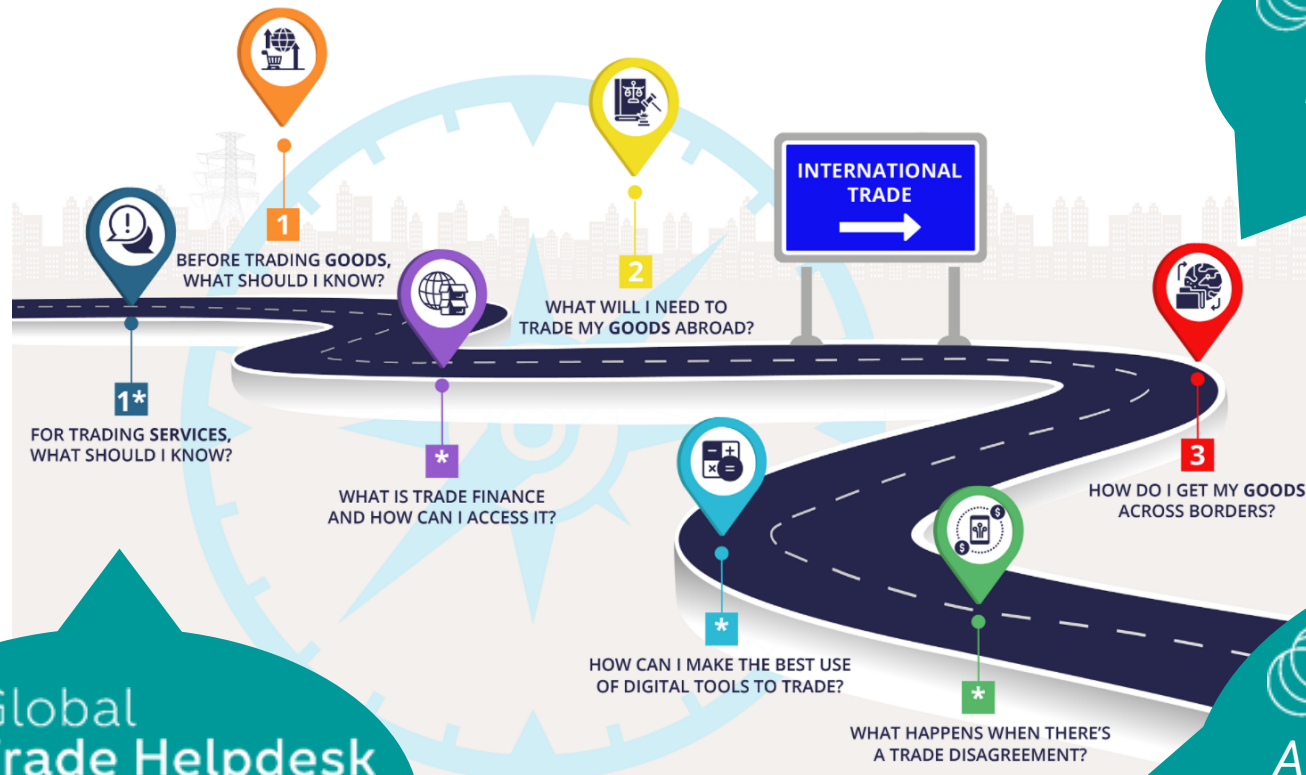 INTERNATIONAL
TRADE
1
BEFORE TRADING GOODS,
WHAT SHOULD I KNOW?
2
WHAT WILL I NEED TO
TRADE MY GOODS ABROAD?
1*
FOR TRADING SERVICES,
WHAT SHOULD I KNOW?
*
WHAT IS TRADE FINANCE
AND HOW CAN I ACCESS IT?
3
HOW DO I GET MY GOODS
ACROSS BORDERS?
*
HOW CAN I MAKE THE BEST USE
OF DIGITAL TOOLS TO TRADE?
*
WHAT HAPPENS WHEN THERE'S
A TRADE DISAGREEMENT?
Global
Trade Helpdesk